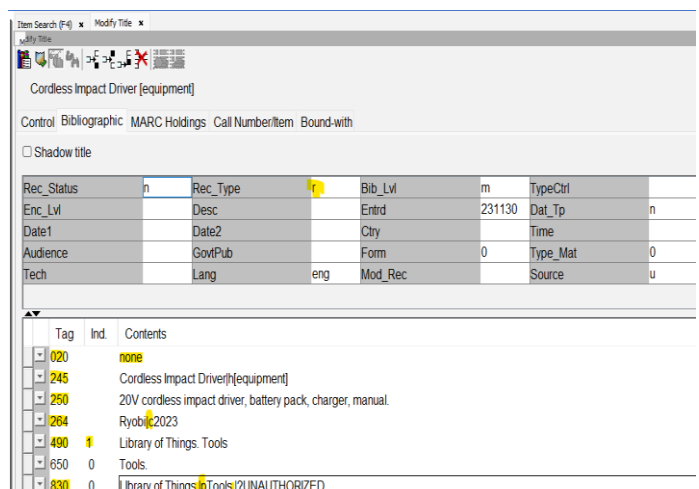 Item Search (F4) x Modify Title x
Modify Title
Cordless Impact Driver [equipment]
Control Bibliographic MARC Holdings Call Number/Item Bound-with
Shadow title
Rec_Status n Rec_Type r Bib_Lvl m TypeCtrl
Enc_Lvl Desc Entrd 231130 Dat_Tp n
Date1 Date2 Ctry Time
Audience GovtPub Form 0 Type_Mat 0
Tech Lang eng Mod_Rec Source u
Tag Ind. Contents
020 none
245 Cordless Impact Driver|h[equipment]
250 20V cordless impact driver, battery pack, charger, manual.
264 Ryobi|c2023
490 1 Library of Things. Tools
650 0 Tools.
830 0 Library of Things.|pTools.|?UNAUTHORIZED